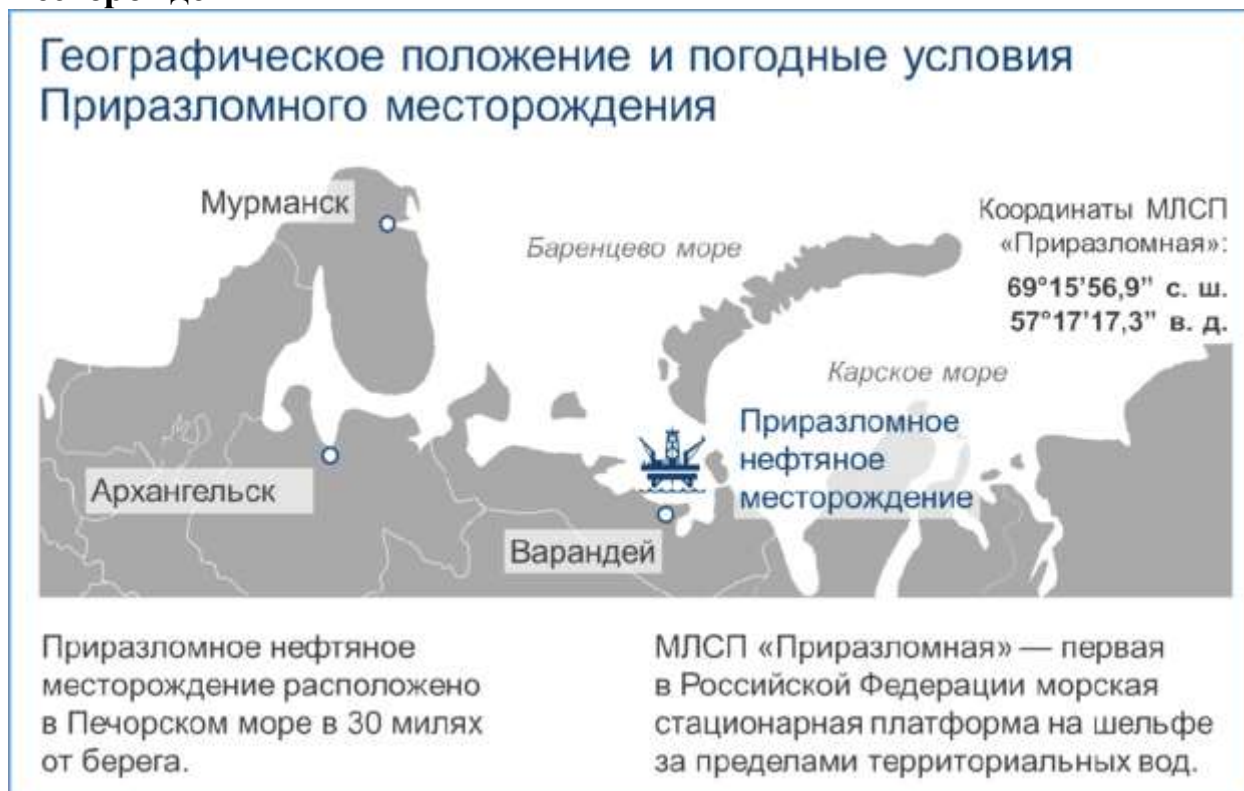 Географическое положение и погодные условия
Приразломного месторождения
Мурманск
Баренцево море
Координаты МЛСП
«Приразломная»:
69°15’56,9” с. ш.
57°17’17,3” в. д.
Карское море
Приразломное
нефтяное
месторождение
Архангельск
Варандей
Приразломное нефтяное
месторождение расположено
в Печорском море в 30 милях
от берега.
МЛСП «Приразломная» — первая
в Российской Федерации морская
стационарная платформа на шельфе
за пределами территориальных вод.